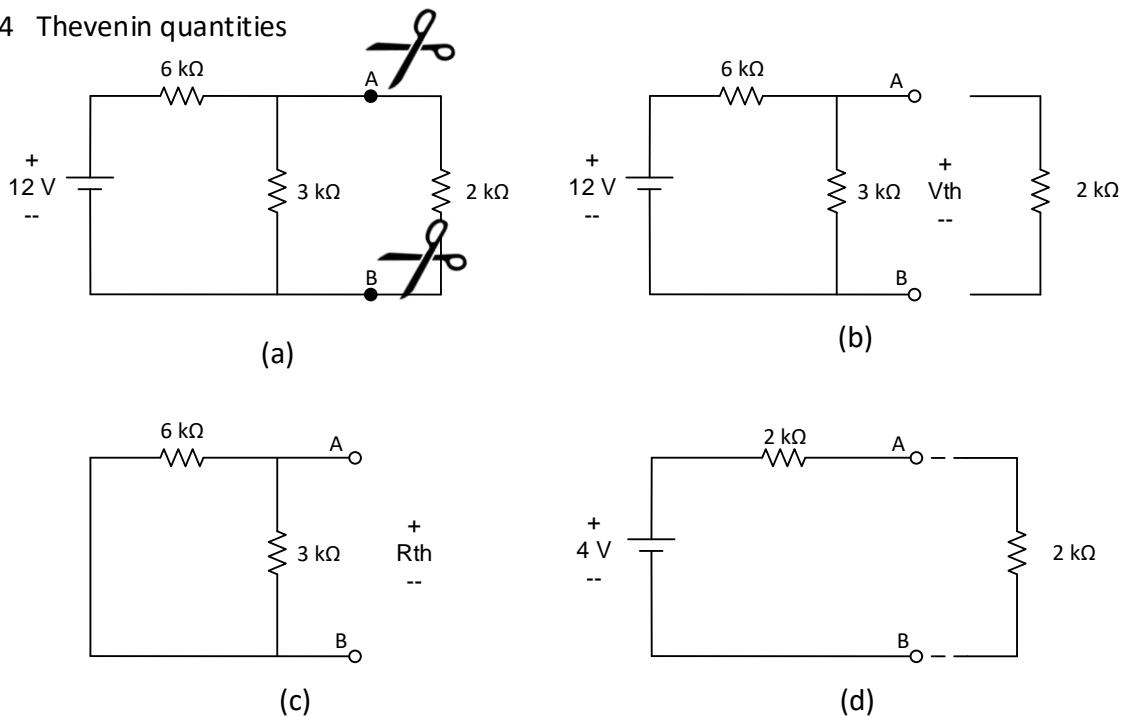 4 Thevenin quantities
6 kΩ
A
+
12 V
--
3 kΩ
2 kΩ
B
(a)
6 kΩ
A
+
12 V
--
3 kΩ
+
Vth
--
2 kΩ
B
(b)
6 kΩ
A
3 kΩ
+
Rth
--
B
(c)
2 kΩ
A
+
4 V
--
2 kΩ
B
(d)